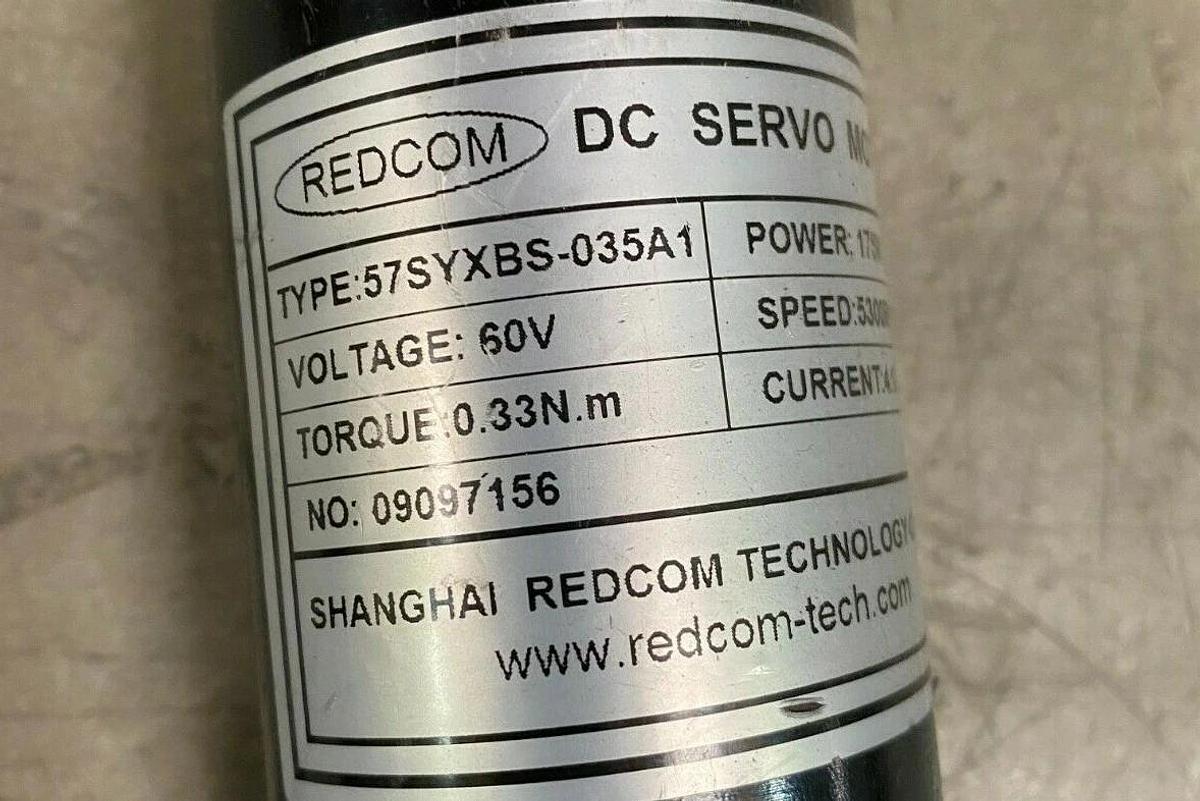 REDCOM DC SERVO
TYPE:57SYXBS-035A1 POWER:
VOLTAGE: 60V SPEED:5300
TORQUE:0.33N.m CURRENT:
NO: 09097156
SHANGHAI REDCOM TECHNOLOGY
www.redcom-tech.com